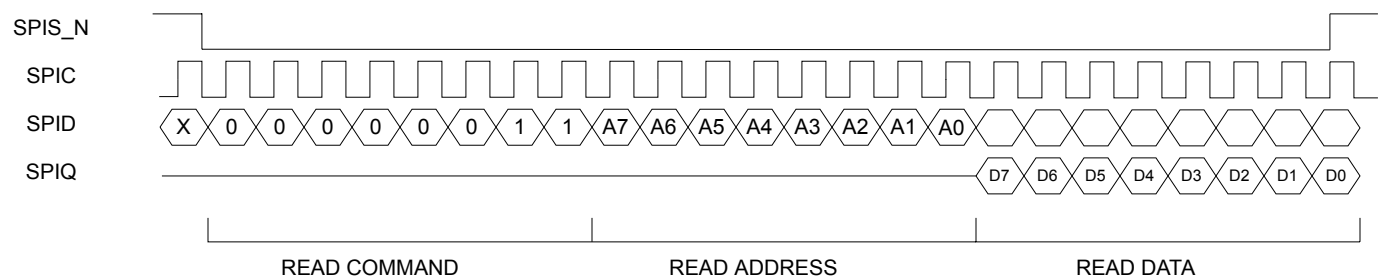 SPIS_N
SPIC
SPID X 0 0 0 0 0 0 1 1 A7 A6 A5 A4 A3 A2 A1 A0
SPIQ D7 D6 D5 D4 D3 D2 D1 D0
READ COMMAND READ ADDRESS READ DATA